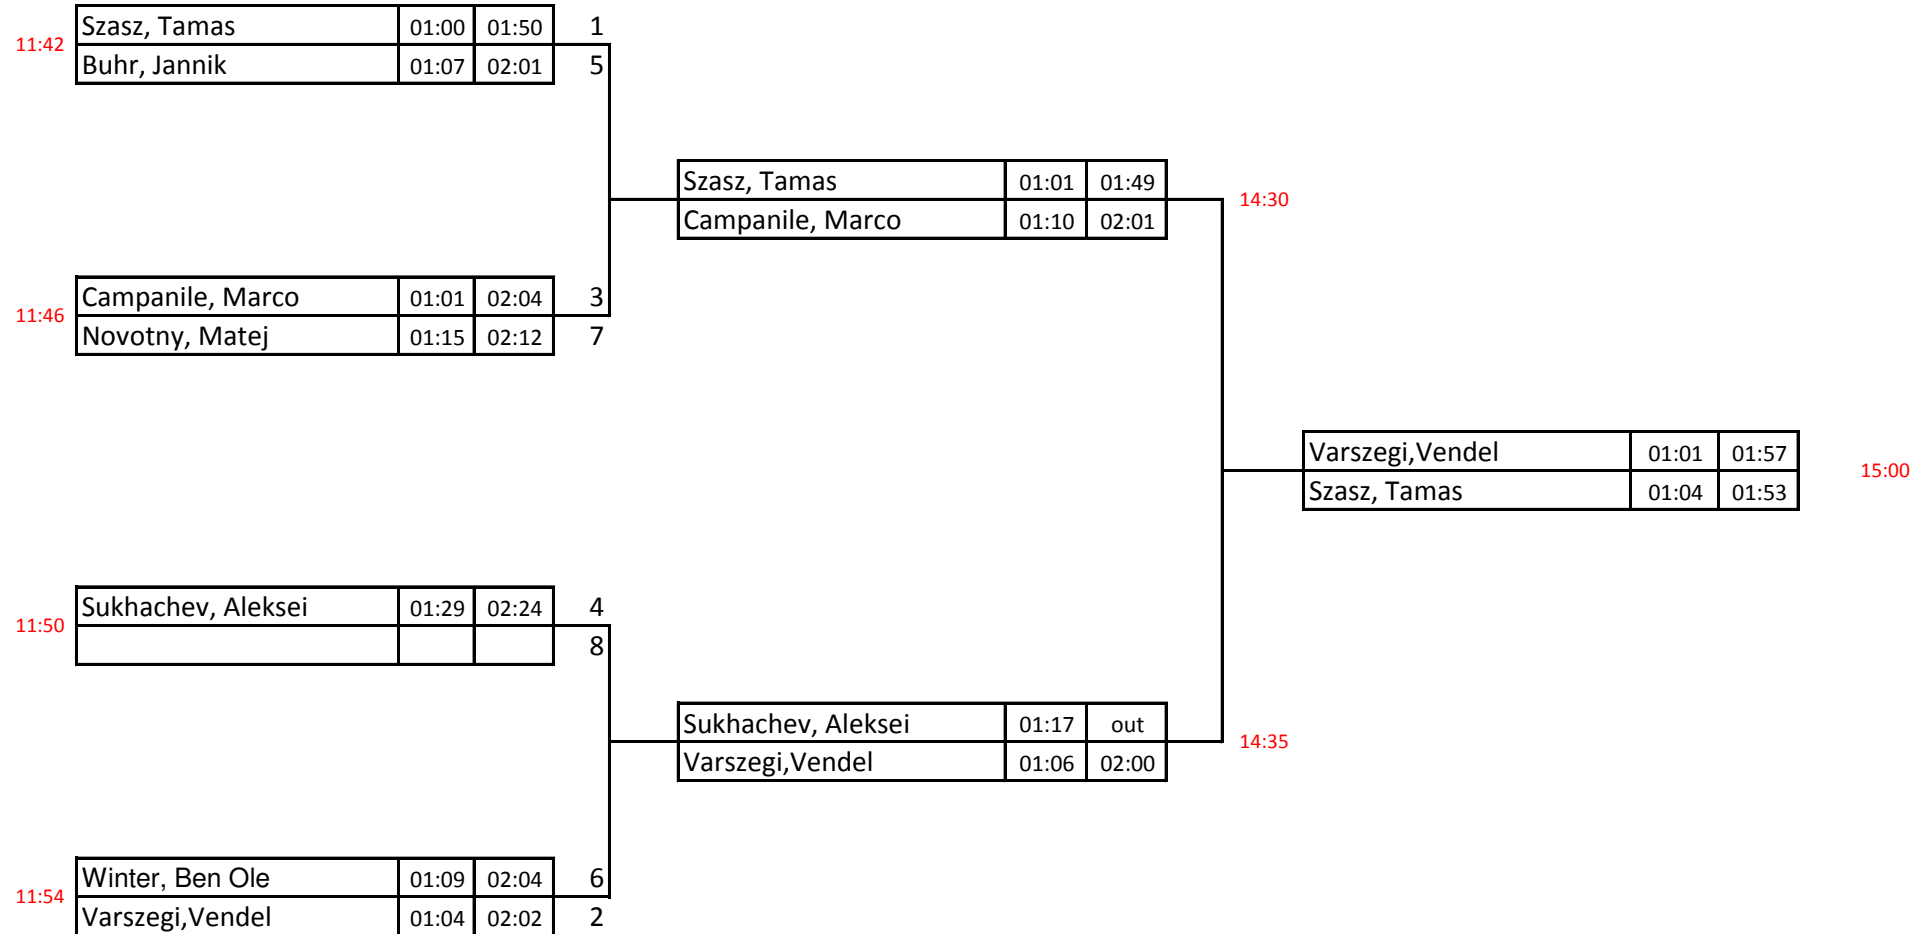 Szasz, Tamas 01:00 01:50 1
11:42
Buhr, Jannik 01:07 02:01 5
Szasz, Tamas 01:01 01:49
14:30
Campanile, Marco 01:10 02:01
Campanile, Marco 01:01 02:04 3
11:46
Novotny, Matej 01:15 02:12 7
Varszegi,Vendel 01:01 01:57
15:00
Szasz, Tamas 01:04 01:53
Sukhachev, Aleksei 01:29 02:24 4
11:50
8
Sukhachev, Aleksei 01:17 out
14:35
Varszegi,Vendel 01:06 02:00
Winter, Ben Ole 01:09 02:04 6
11:54
Varszegi,Vendel 01:04 02:02 2